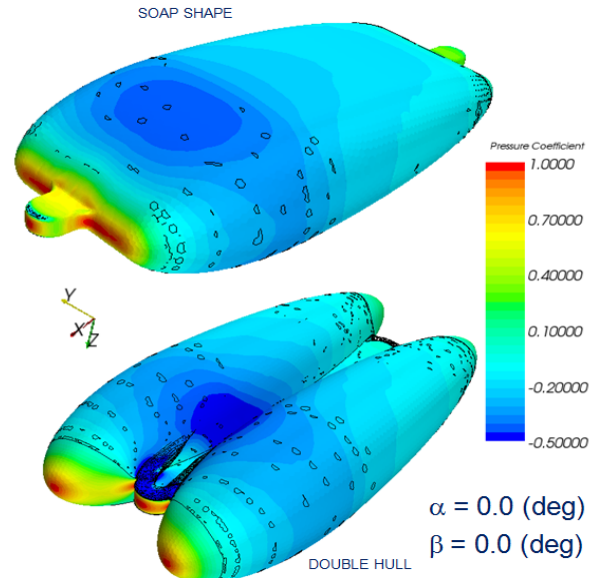 SOAP SHAPE
Pressure Coefficient
1.0000
0.70000
0.40000
0.10000
-0.20000
-0.50000
Y
X
Z
α = 0.0 (deg)
β = 0.0 (deg)
DOUBLE HULL